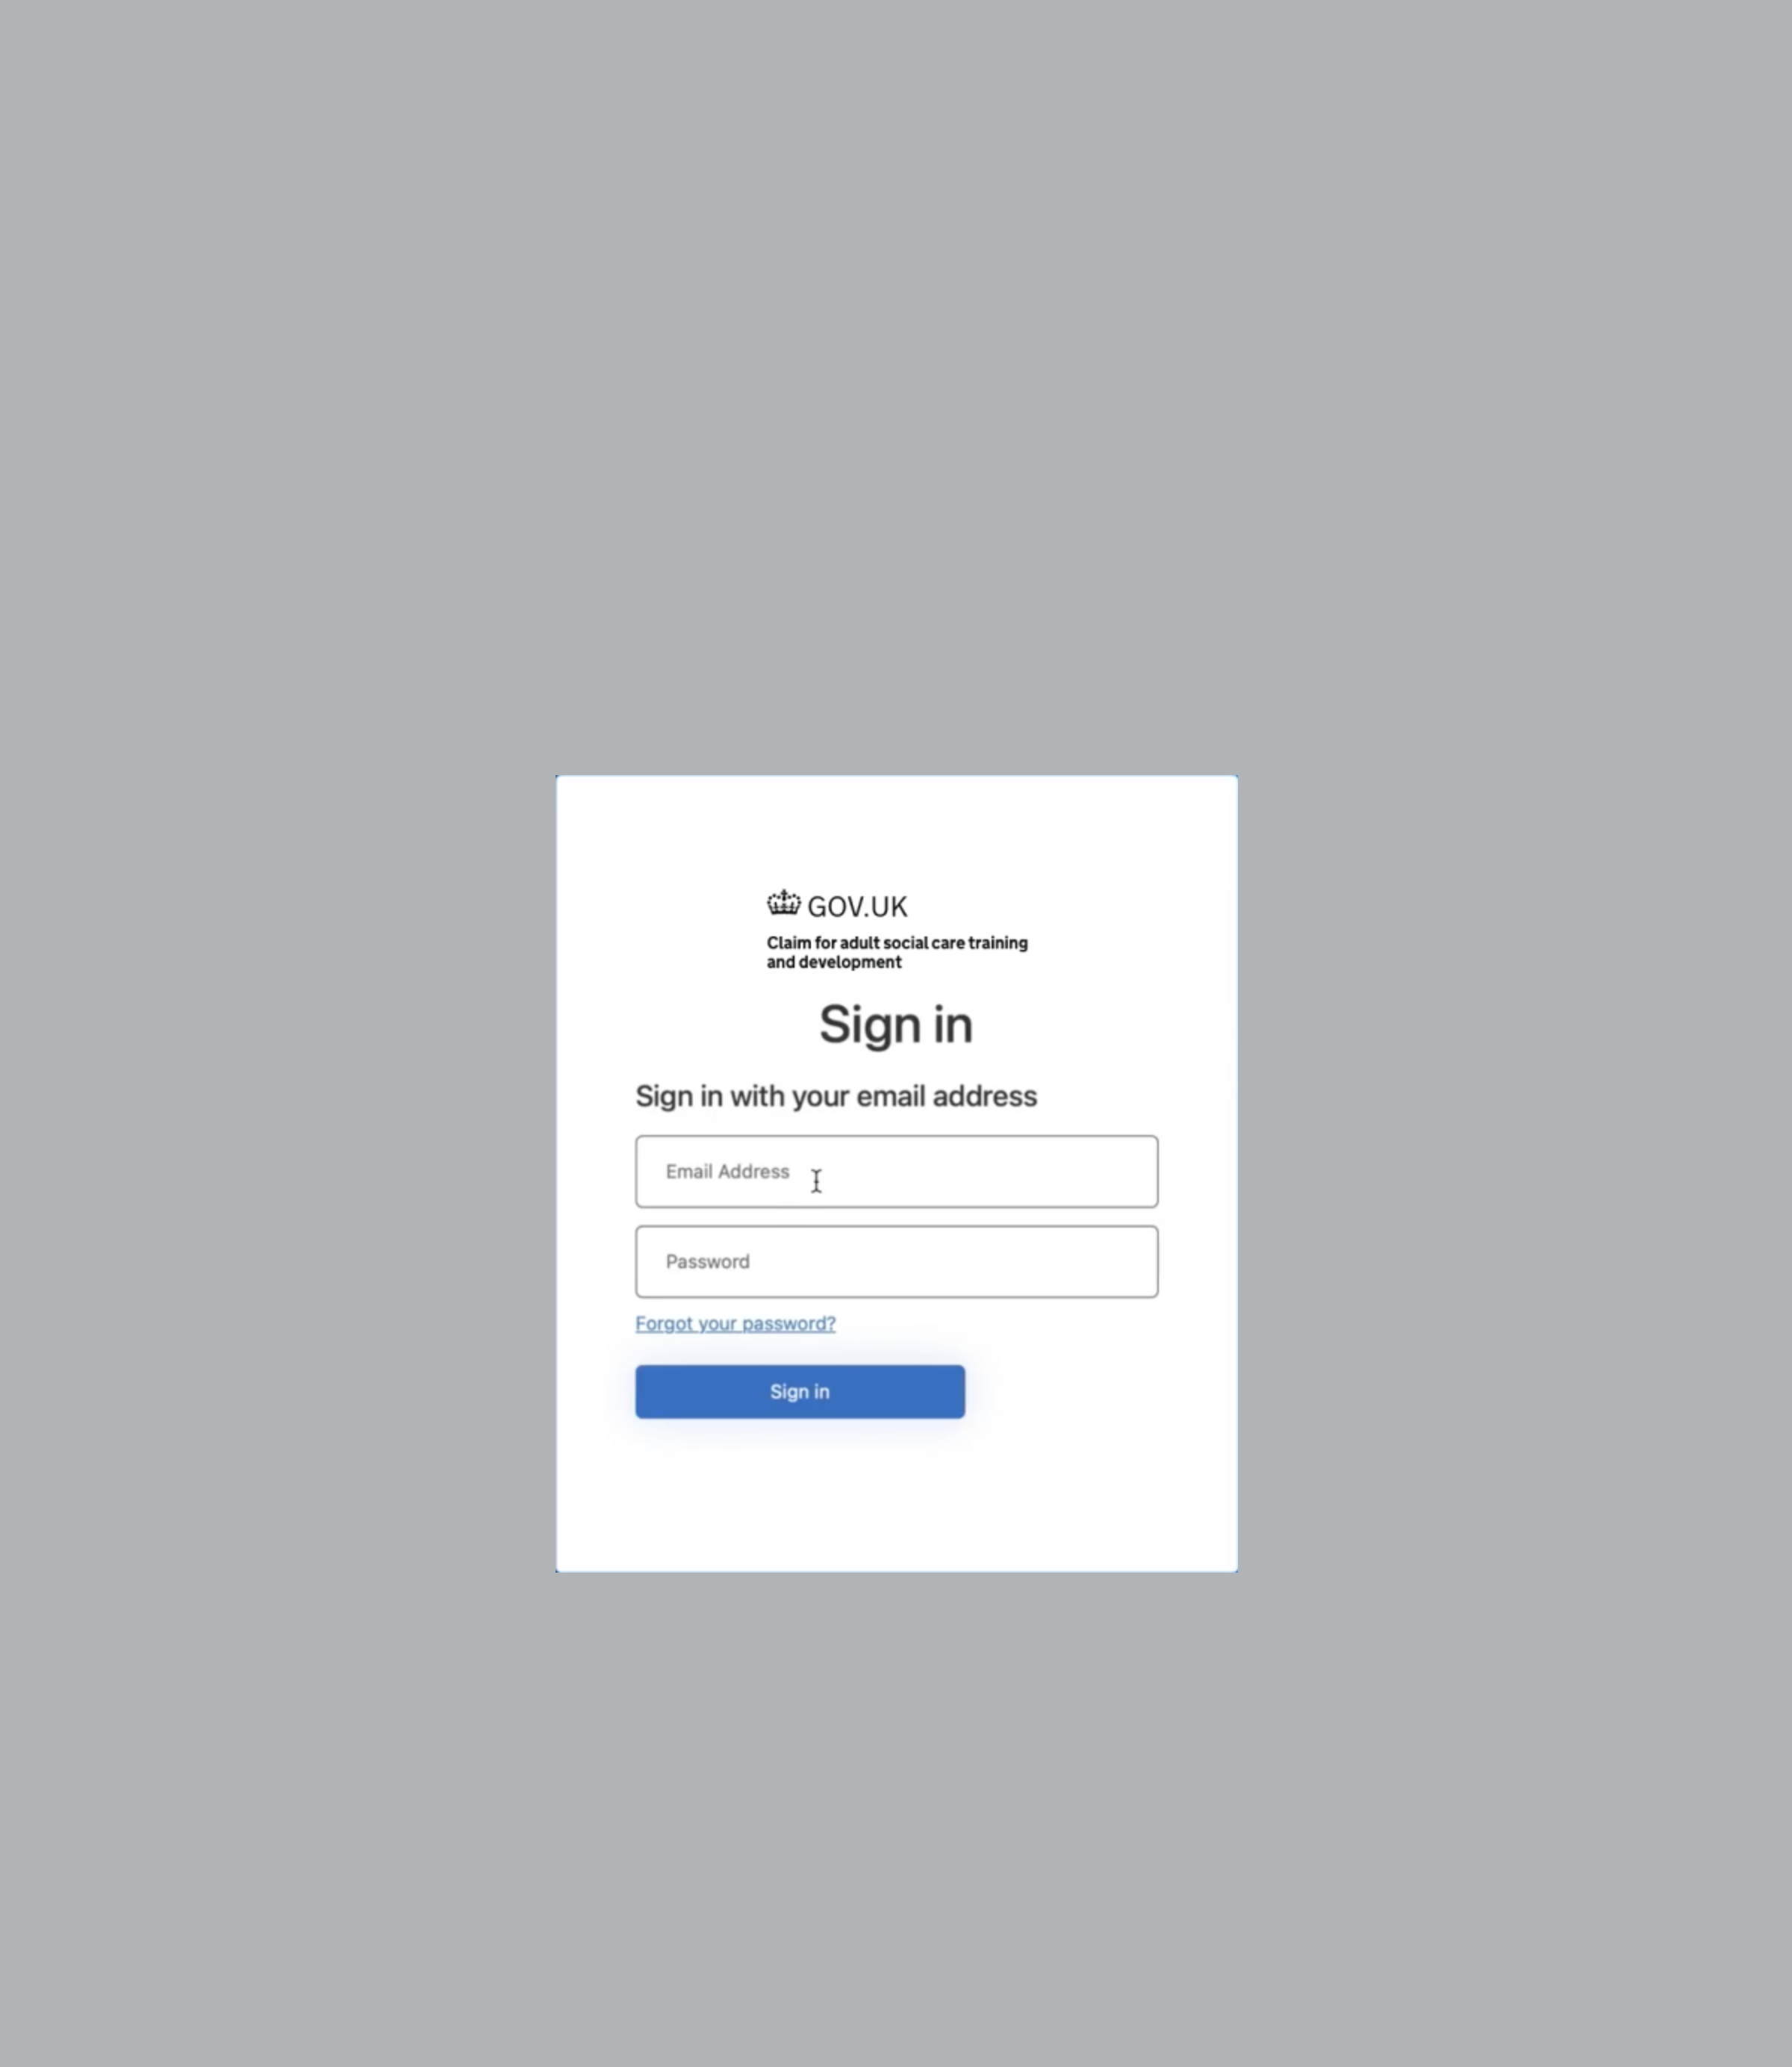 GOV.UK
Claim for adult social care training
and development
Sign in
Sign in with your email address
Email Address
Password
Forgot your password?
Sign in